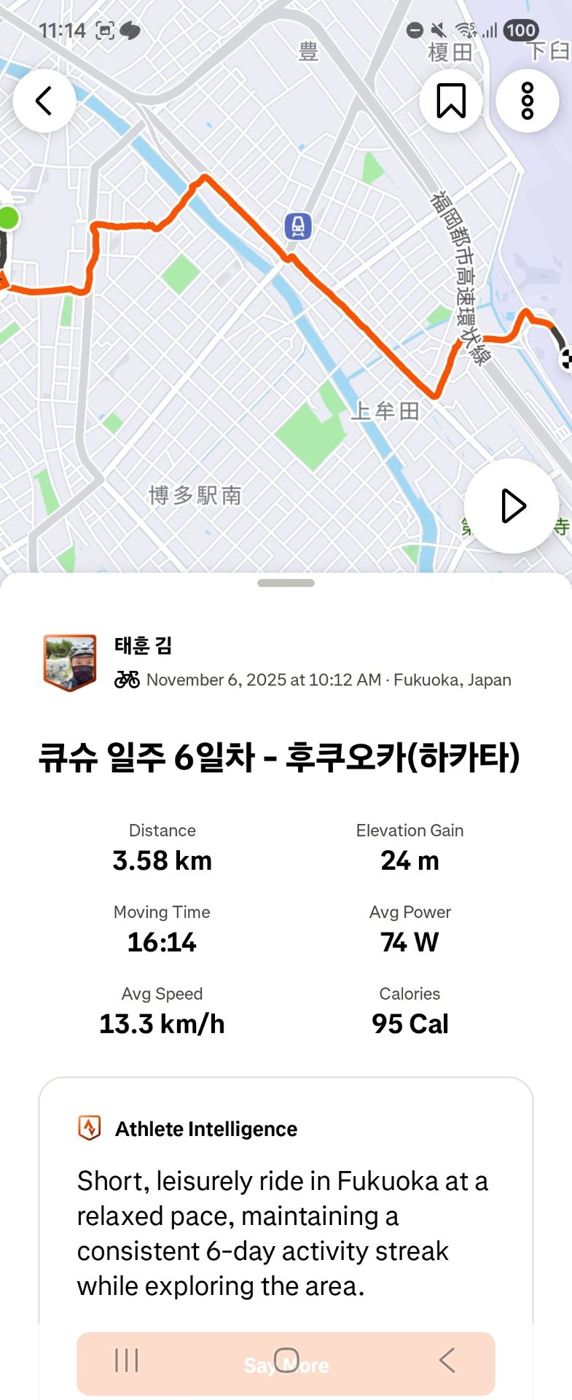 11:14
100
豊
榎田
下臼
福岡都市高速環状線
上牟田
博多駅南
寺
태훈 김
November 6, 2025 at 10:12 AM · Fukuoka, Japan
큐슈 일주 6일차 - 후쿠오카(하카타)
Distance
Elevation Gain
3.58 km
24 m
Moving Time
Avg Power
16:14
74 W
Avg Speed
Calories
13.3 km/h
95 Cal
Athlete Intelligence
Short, leisurely ride in Fukuoka at a
relaxed pace, maintaining a
consistent 6-day activity streak
while exploring the area.
Say More